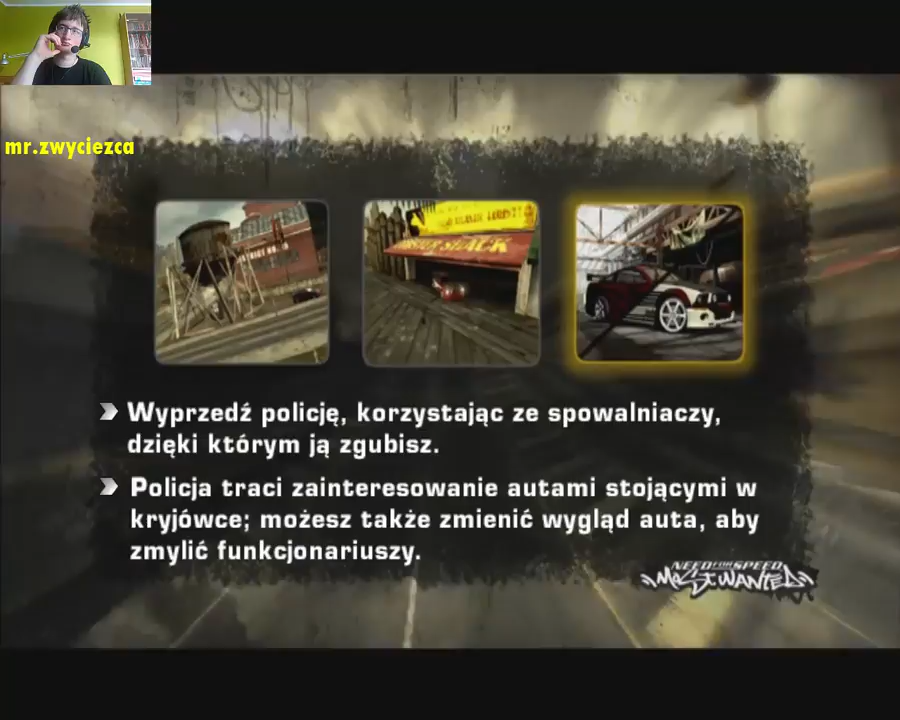 mr.zwyciezca
Wyprzedź policję, korzystając ze spowalniaczy,
dzięki którym ją zgubisz.
Policja traci zainteresowanie autami stojącymi w
kryjówce; możesz także zmienić wygląd auta, aby
zmylić funkcjonariuszy.
NEED FOR SPEED
MOST WANTED